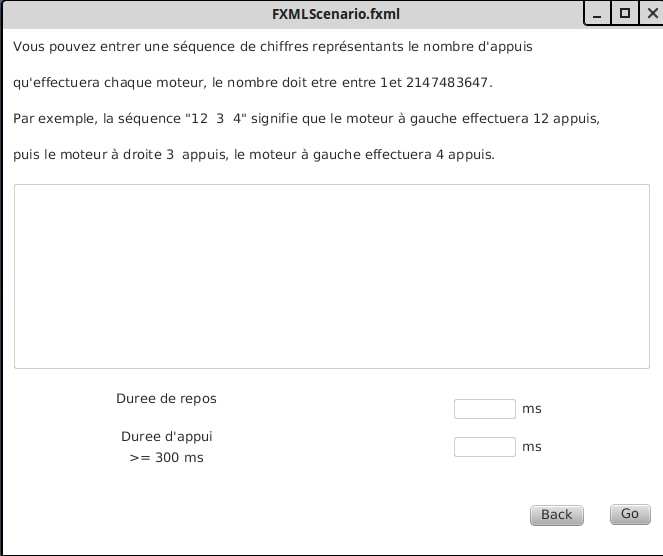 FXMLScenario.fxml
Vous pouvez entrer une séquence de chiffres représentants le nombre d'appuis
qu'effectuera chaque moteur, le nombre doit etre entre 1et 2147483647.
Par exemple, la séquence "12  3  4" signifie que le moteur à gauche effectuera 12 appuis,
puis le moteur à droite 3  appuis, le moteur à gauche effectuera 4 appuis.
Duree de repos
ms
Duree d'appui
>= 300 ms
ms
Back
Go